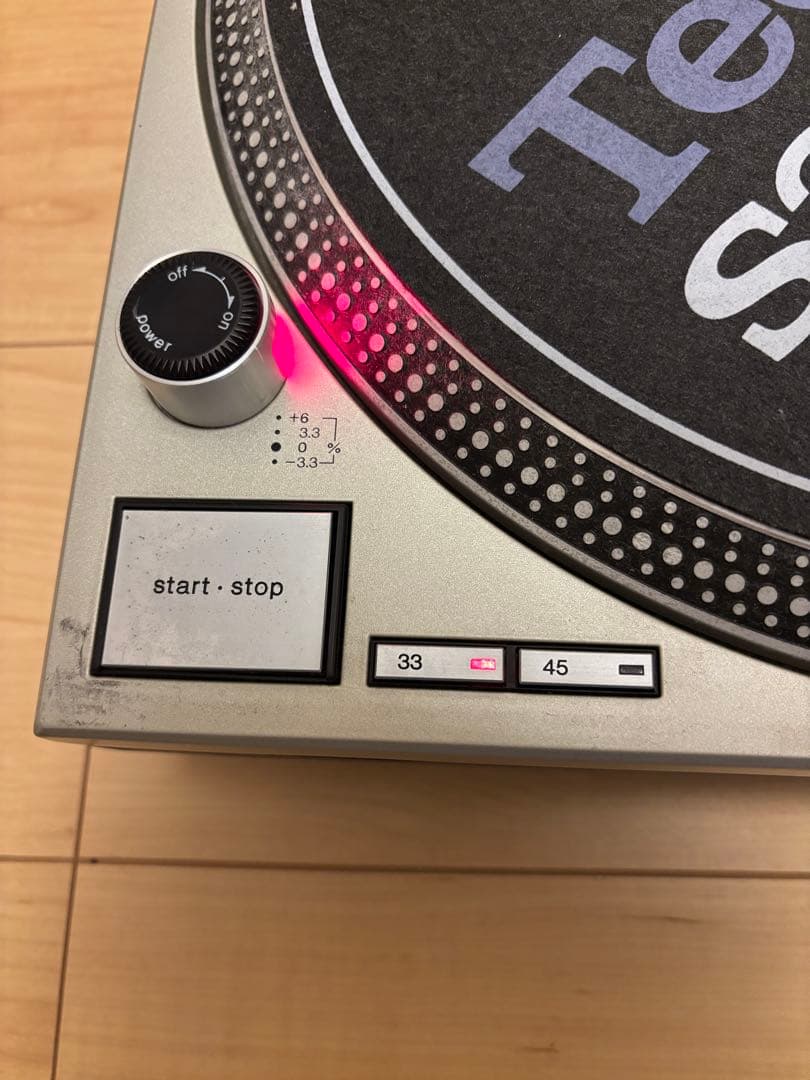 Te
S
off
on
power
+6
3.3
0 %
−3.3
start · stop
33
45